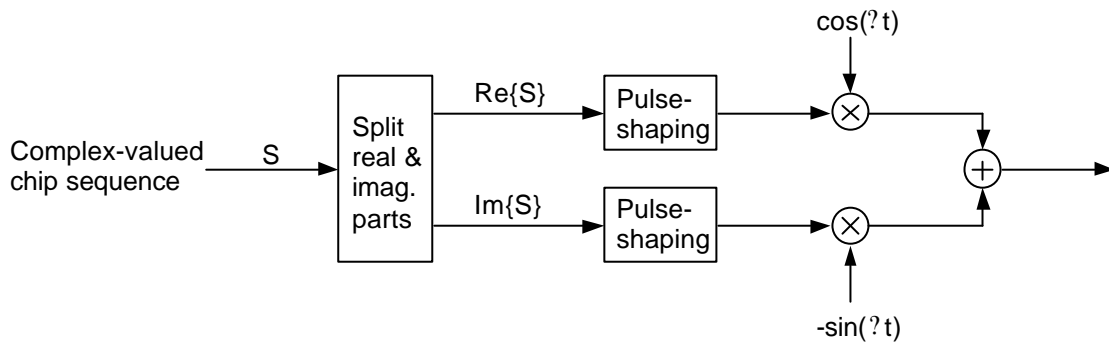 cos(?t)
Re{S}
Pulse-
shaping
Split
real &
imag.
parts
Complex-valued
chip sequence
S
Im{S}
Pulse-
shaping
-sin(?t)